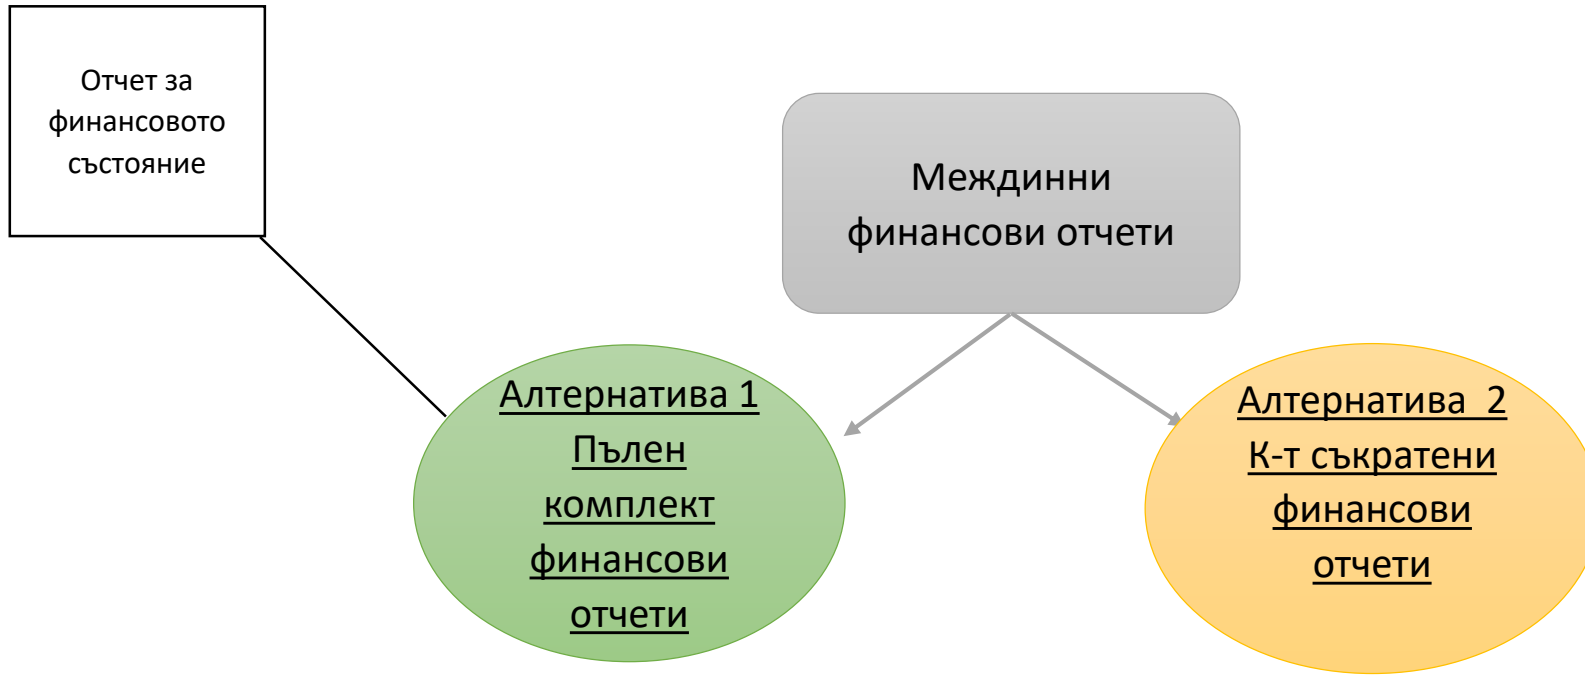 Отчет за
финансовото
състояние
Междинни
финансови отчети
Алтернатива 1
Пълен
комплект
финансови
отчети
Алтернатива 2
К-т съкратени
финансови
отчети